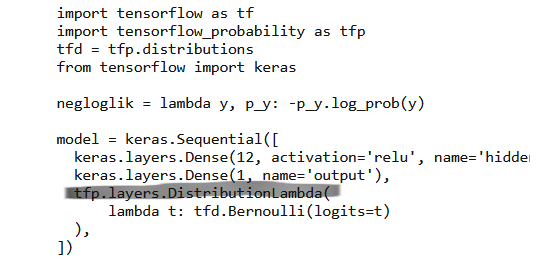 import tensorflow as tf
import tensorflow_probability as tfp
tfd = tfp.distributions
from tensorflow import keras
negloglik = lambda y, p_y: -p_y.log_prob(y)
model = keras.Sequential([
keras.layers.Dense(12, activation='relu', name='hidden
keras.layers.Dense(1, name='output'),
tfp.layers.DistributionLambda(
lambda t: tfd.Bernoulli(logits=t)
),
])